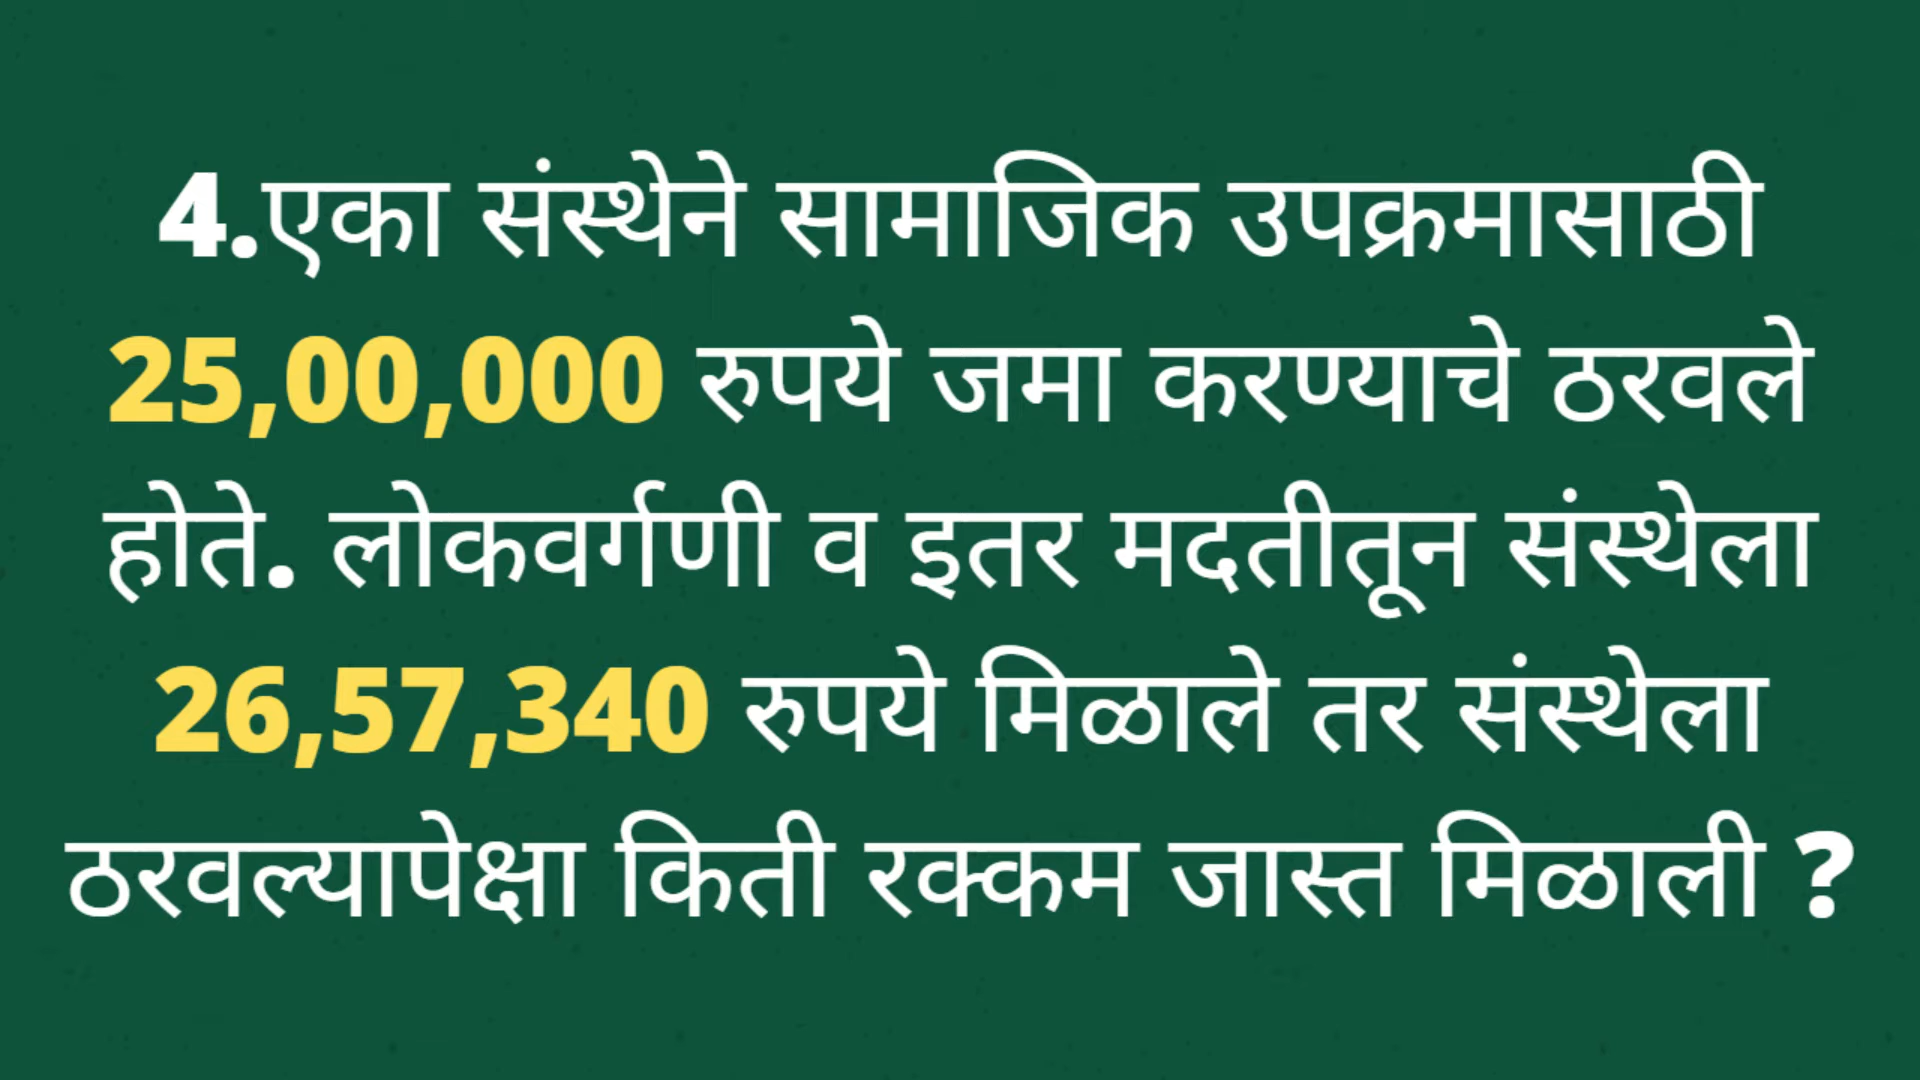 4.एका संस्थेने सामाजिक उपक्रमासाठी
25,00,000 रुपये जमा करण्याचे ठरवले
होते. लोकवर्गणी व इतर मदतीतून संस्थेला
26,57,340 रुपये मिळाले तर संस्थेला
ठरवल्यापेक्षा किती रक्कम जास्त मिळाली ?